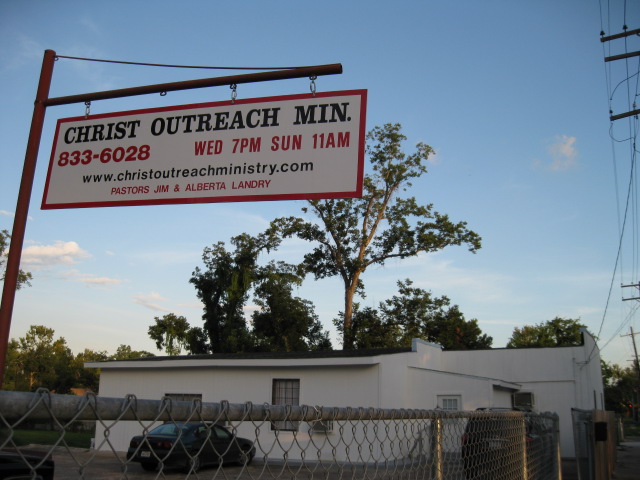 CHRIST OUTREACH MIN.
833-6028 WED 7PM SUN 11AM
www.christoutreachministry.com
PASTORS JIM & ALBERTA LANDRY